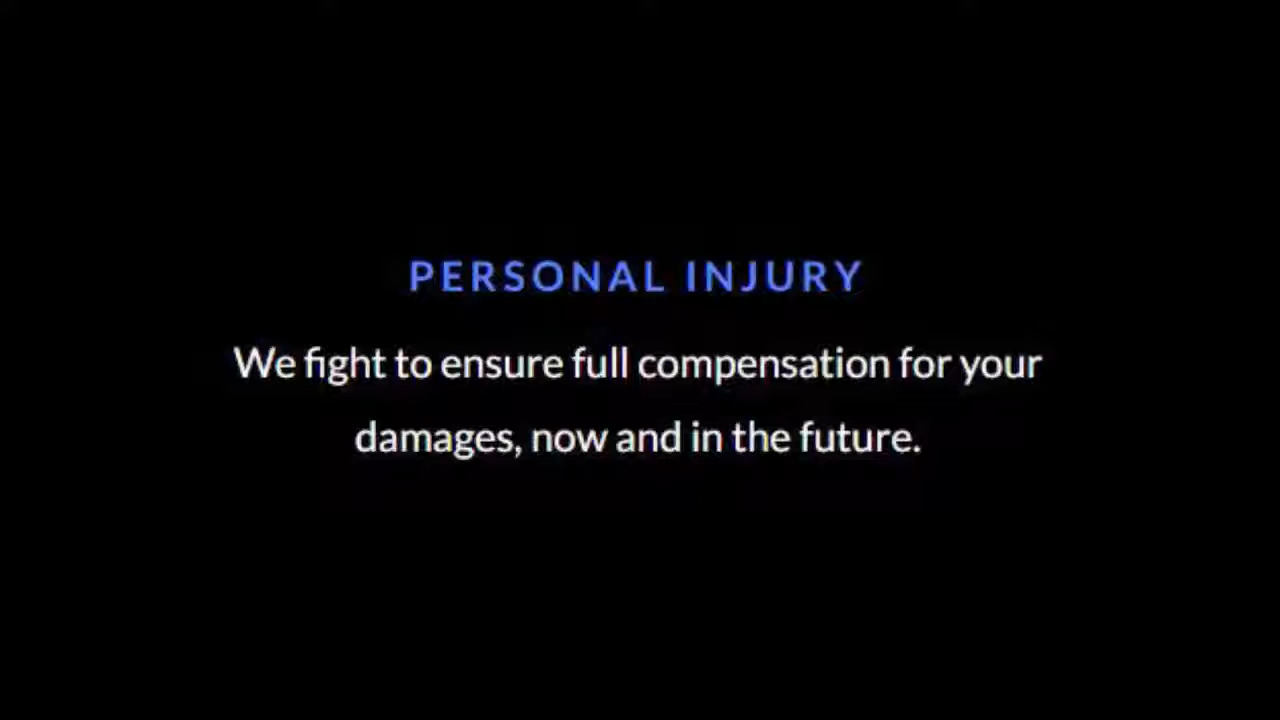 PERSONAL INJURY
We fight to ensure full compensation for your
damages, now and in the future.